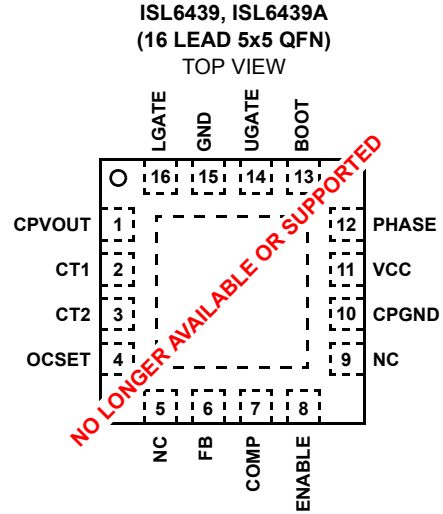 ISL6439, ISL6439A
(16 LEAD 5x5 QFN)
TOP VIEW
LGATE
GND
UGATE
BOOT
16 15 14 13
CPVOUT 1
CT1 2
CT2 3
OCSET 4
12 PHASE
11 VCC
10 CPGND
9 NC
5 6 7 8
NC
FB
COMP
ENABLE
NO LONGER AVAILABLE OR SUPPORTED